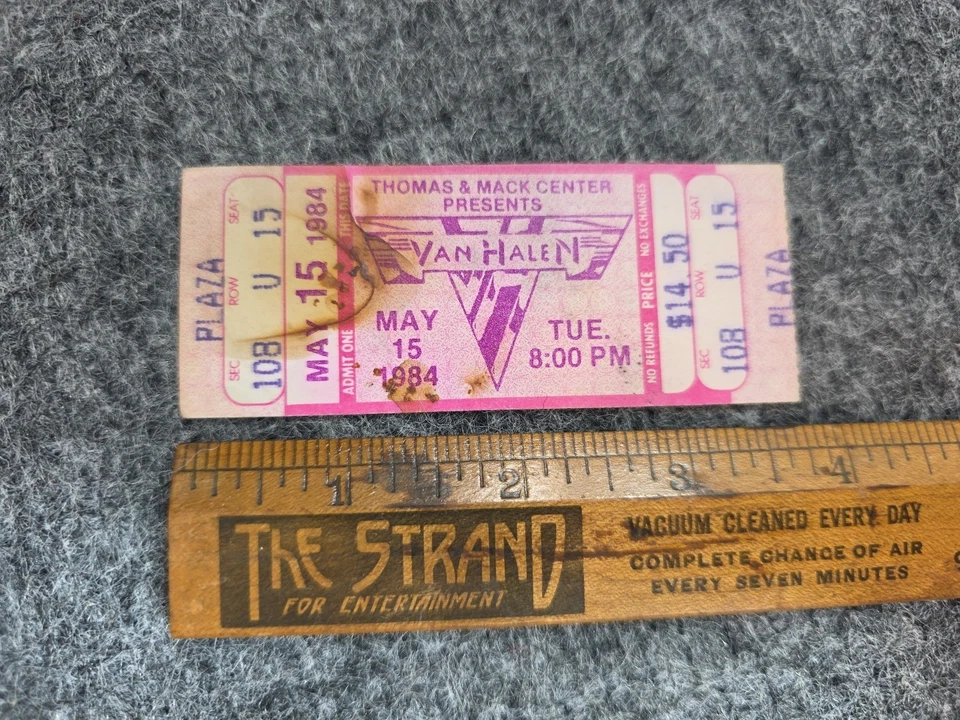 PLAZA
SEC 108 ROW U SEAT 15
MAY 15 1984
ADMIT ONE THIS DATE
THOMAS & MACK CENTER
PRESENTS
VAN HALEN
MAY
15
1984
TUE.
8:00 PM
NO REFUNDS PRICE NO EXCHANGES
$14.50
SEC 108 ROW U SEAT 15
PLAZA
1 2 3 4
THE STRAND
FOR ENTERTAINMENT
VACUUM CLEANED EVERY DAY
COMPLETE CHANGE OF AIR
EVERY SEVEN MINUTES